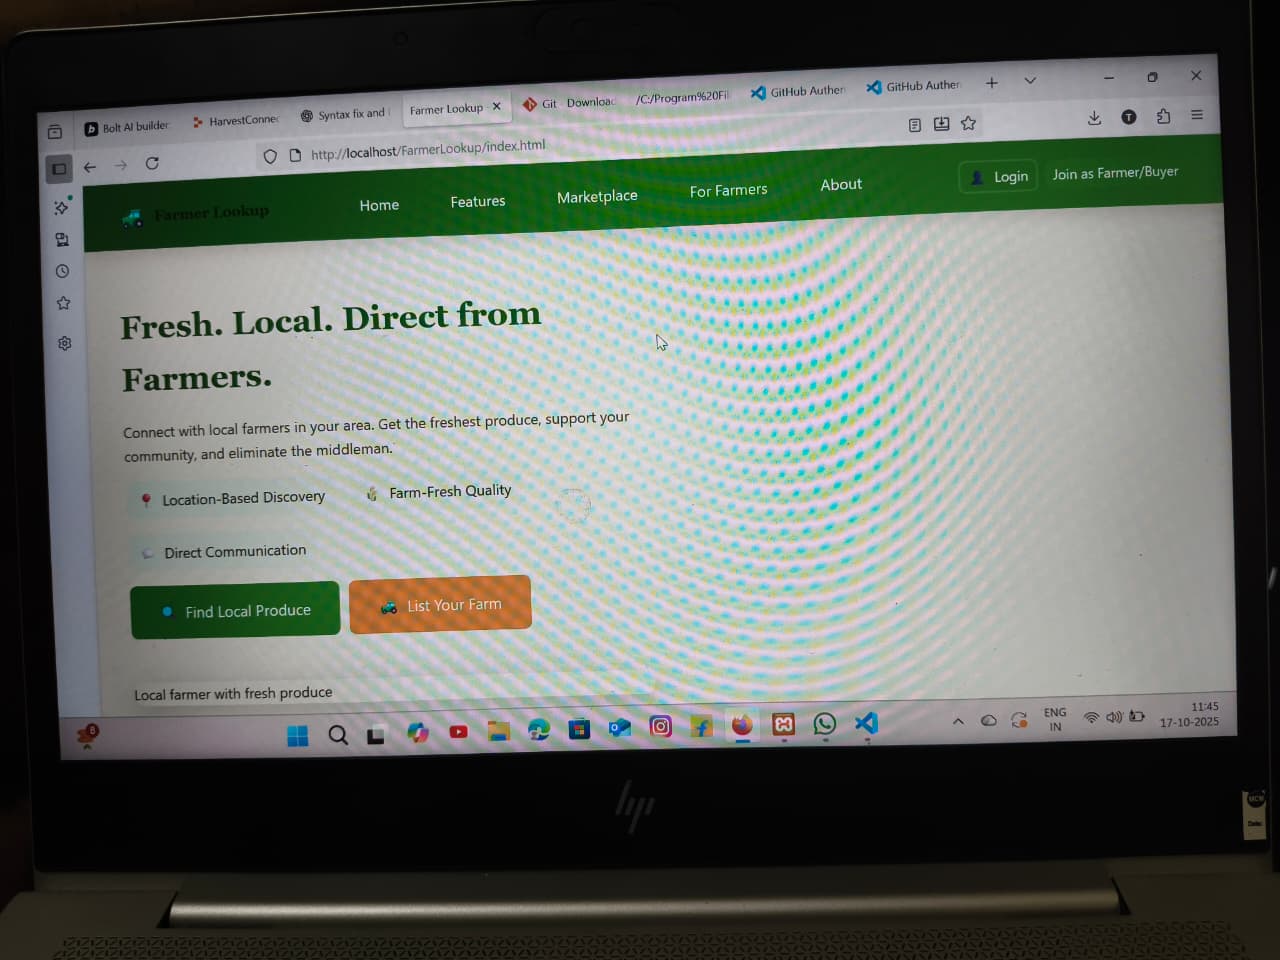 Bolt AI builder:
HarvestConnec
Syntax fix and
Farmer Lookup
Git
Download
/C:/Program%20Fil
GitHub Authen
GitHub Authen
http://localhost/FarmerLookup/index.html
T
Farmer Lookup
Home
Features
Marketplace
For Farmers
About
Login
Join as Farmer/Buyer
Fresh. Local. Direct from
Farmers.
Connect with local farmers in your area. Get the freshest produce, support your
community, and eliminate the middleman.
Location-Based Discovery
Farm-Fresh Quality
Direct Communication
Find Local Produce
List Your Farm
Local farmer with fresh produce
8
ENG
IN
11:45
17-10-2025
hp